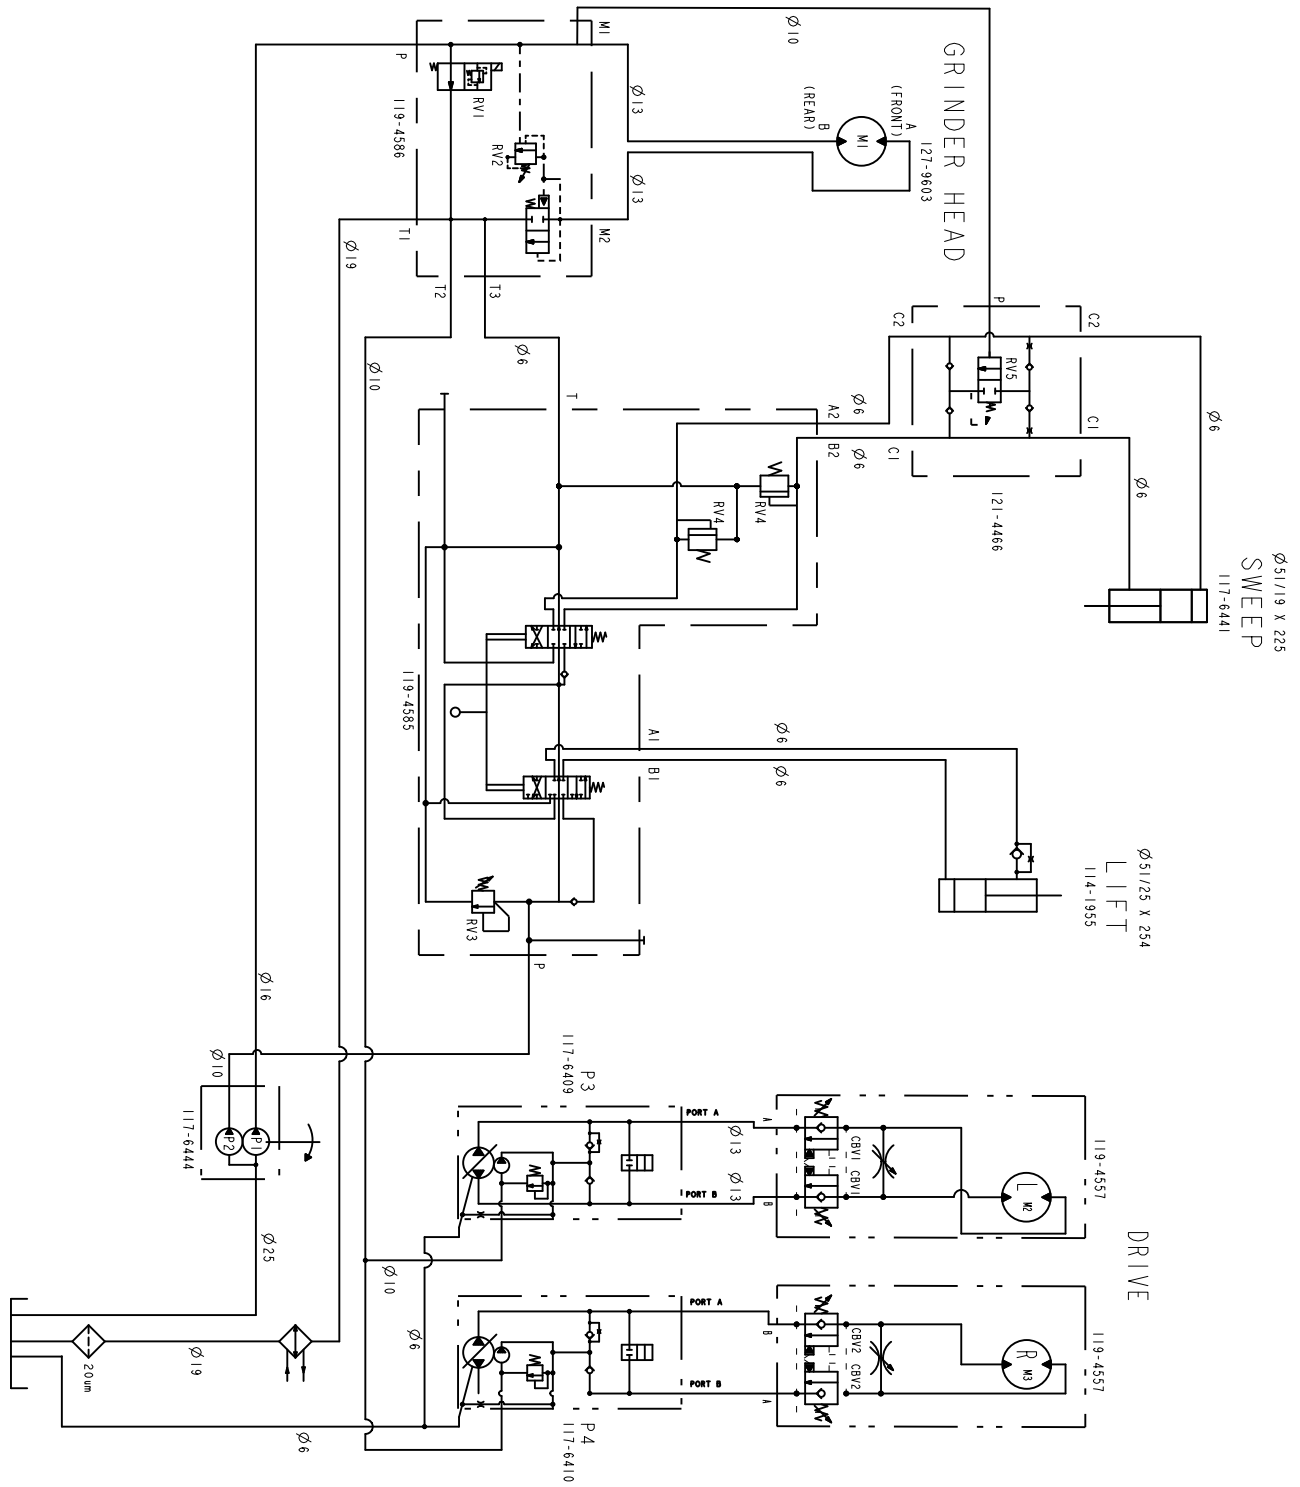 GRINDER HEAD
M1
Ø10
P
RV1
119-4586
RV2
Ø13
Ø13
M2
T1
T2
T3
Ø19
A
(FRONT)
B
(REAR)
M1
127-9603
P
C2
C2
RV5
C1
C1
121-4466
Ø6
Ø6
Ø6
Ø6
Ø6
Ø10
T
A2
B2
RV4
RV4
Ø51/19 X 225
SWEEP
117-6441
119-4585
A1
B1
Ø6
Ø6
Ø51/25 X 254
LIFT
114-1955
RV3
P
Ø16
Ø10
P2
P1
117-6444
Ø25
P3
117-6409
PORT A
PORT B
A
B
Ø13
Ø13
CBV1
CBV1
L
M2
119-4557
DRIVE
Ø10
Ø6
PORT A
PORT B
B
A
CBV2
CBV2
R
M3
119-4557
P4
117-6410
20um
Ø19
Ø6